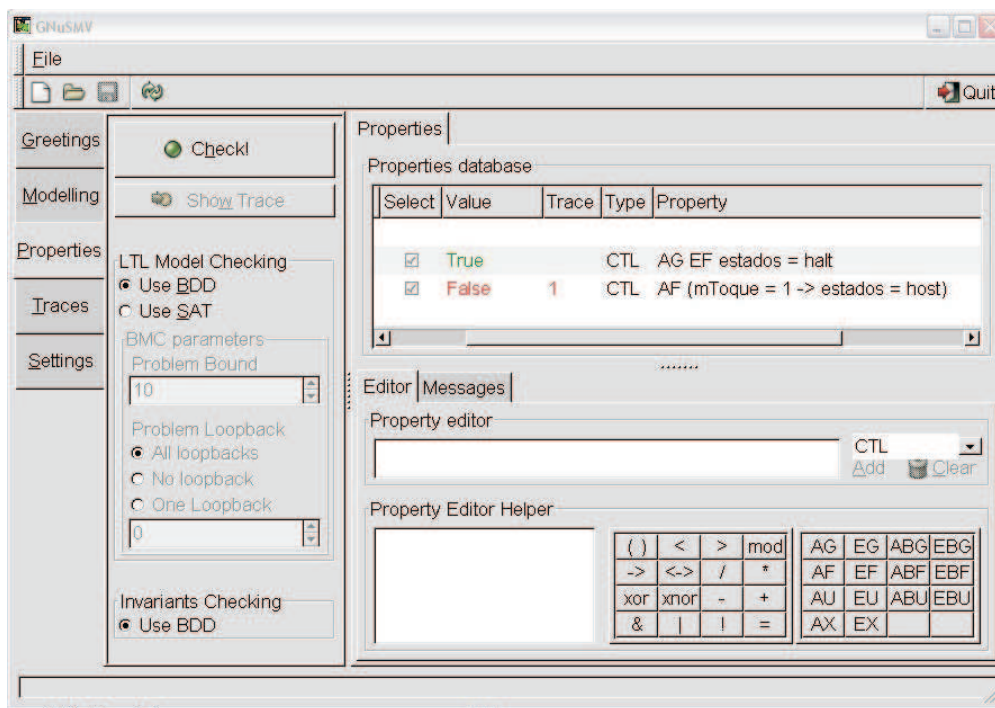 GNuSMV
File
Quit
Greetings
Modelling
Properties
Traces
Settings
Check!
Show Trace
LTL Model Checking
Use BDD
Use SAT
BMC parameters
Problem Bound
10
Problem Loopback
All loopbacks
No loopback
One Loopback
0
Invariants Checking
Use BDD
Properties
Properties database
Select Value Trace Type Property
True CTL AG EF estados = halt
False 1 CTL AF (mToque = 1 -> estados = host)
Editor Messages
Property editor
CTL
Add Clear
Property Editor Helper
( ) < > mod AG EG ABG EBG
-> <-> / * AF EF ABF EBF
xor xnor - + AU EU ABU EBU
& | ! = AX EX